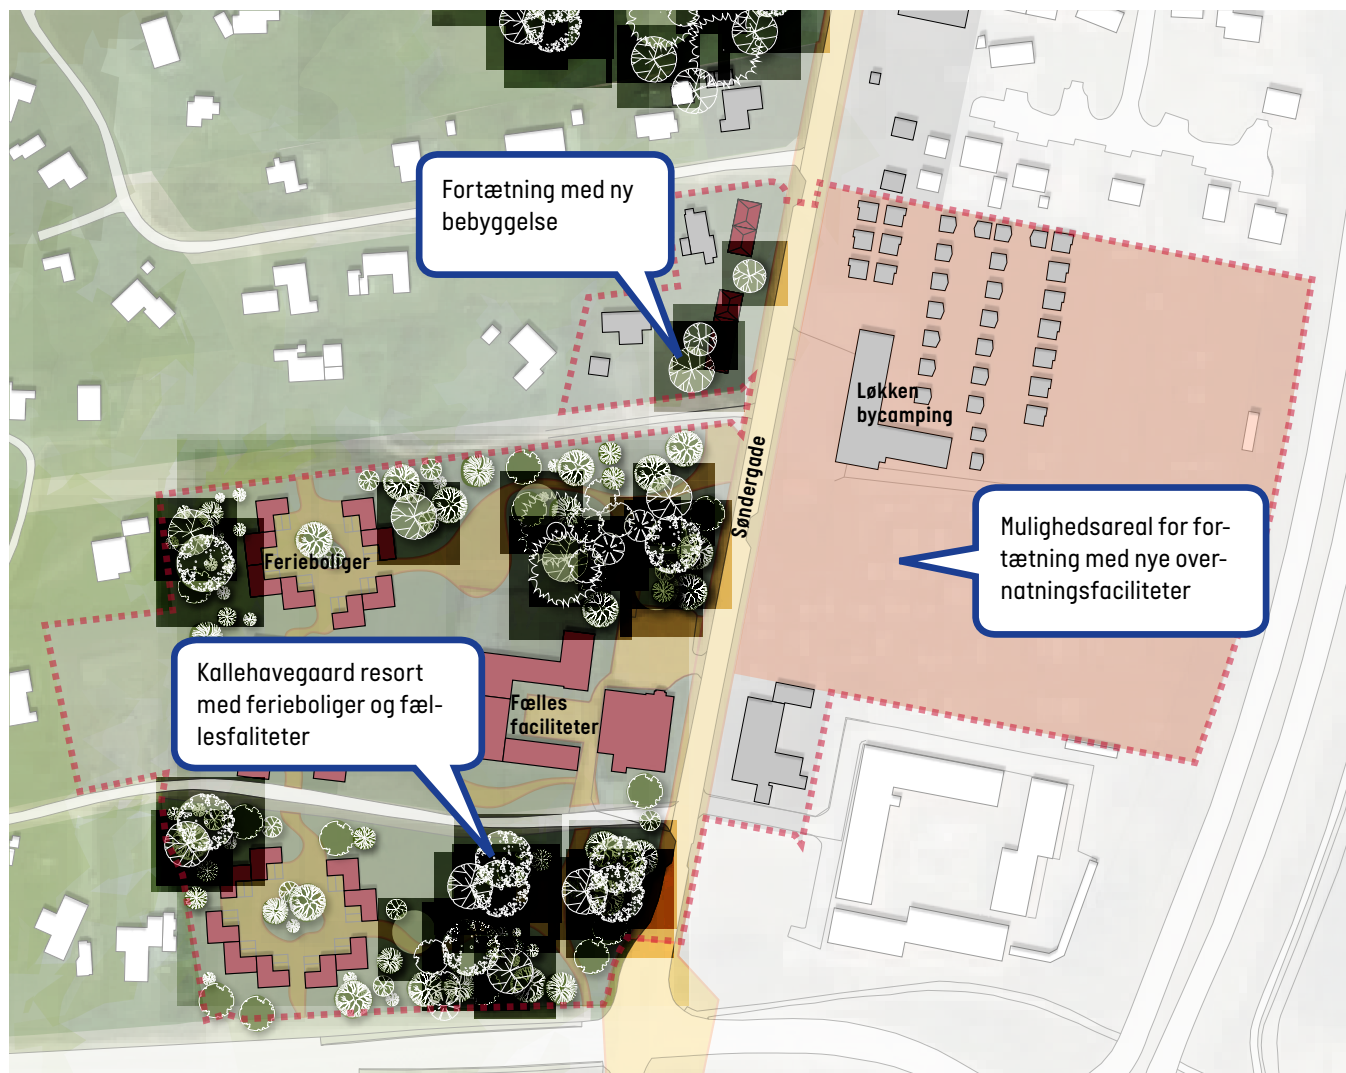 Fortætning med ny
bebyggelse
Løkken
bycamping
Søndergade
Mulighedsareal for for-
tætning med nye over-
natningsfaciliteter
Ferieboliger
Kallehavegaard resort
med ferieboliger og fæl-
lesfaliteter
Fælles
faciliteter